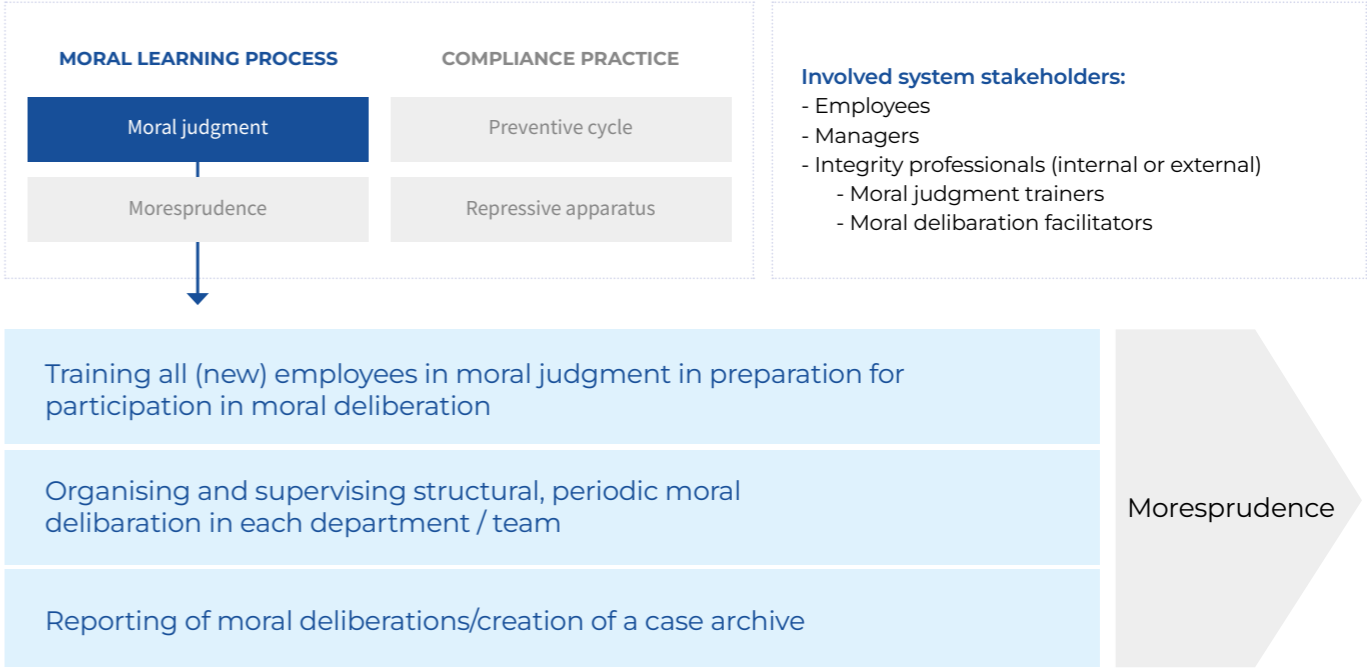 MORAL LEARNING PROCESS
COMPLIANCE PRACTICE
Moral judgment
Preventive cycle
Moresprudence
Repressive apparatus
Involved system stakeholders:
- Employees
- Managers
- Integrity professionals (internal or external)
- Moral judgment trainers
- Moral delibaration facilitators
Training all (new) employees in moral judgment in preparation for
participation in moral deliberation
Organising and supervising structural, periodic moral
delibaration in each department / team
Reporting of moral deliberations/creation of a case archive
Moresprudence